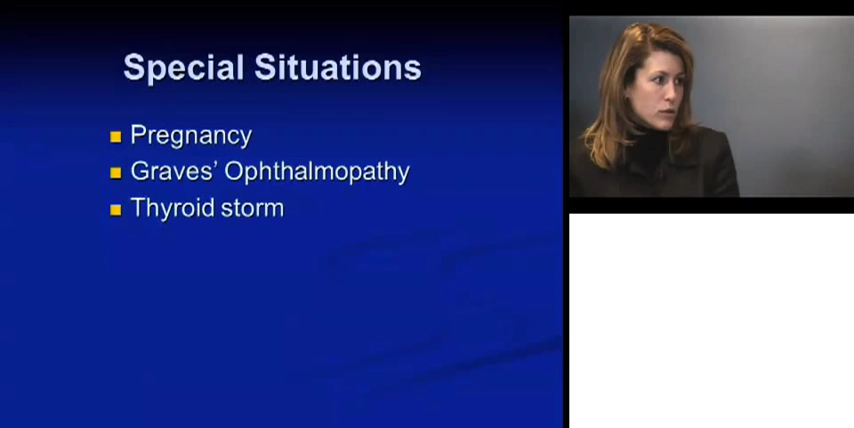 Special Situations
Pregnancy
Graves’ Ophthalmopathy
Thyroid storm